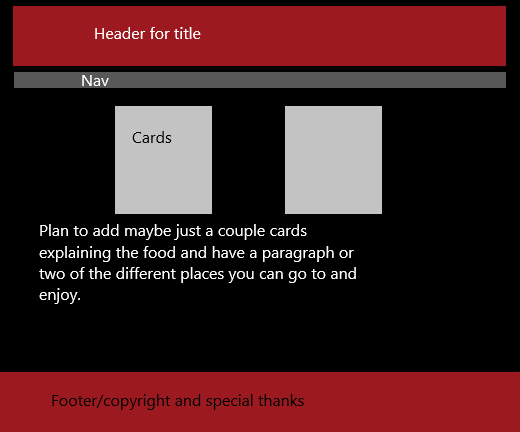 Header for title
Nav
Cards
Plan to add maybe just a couple cards
explaining the food and have a paragraph or
two of the different places you can go to and
enjoy.
Footer/copyright and special thanks